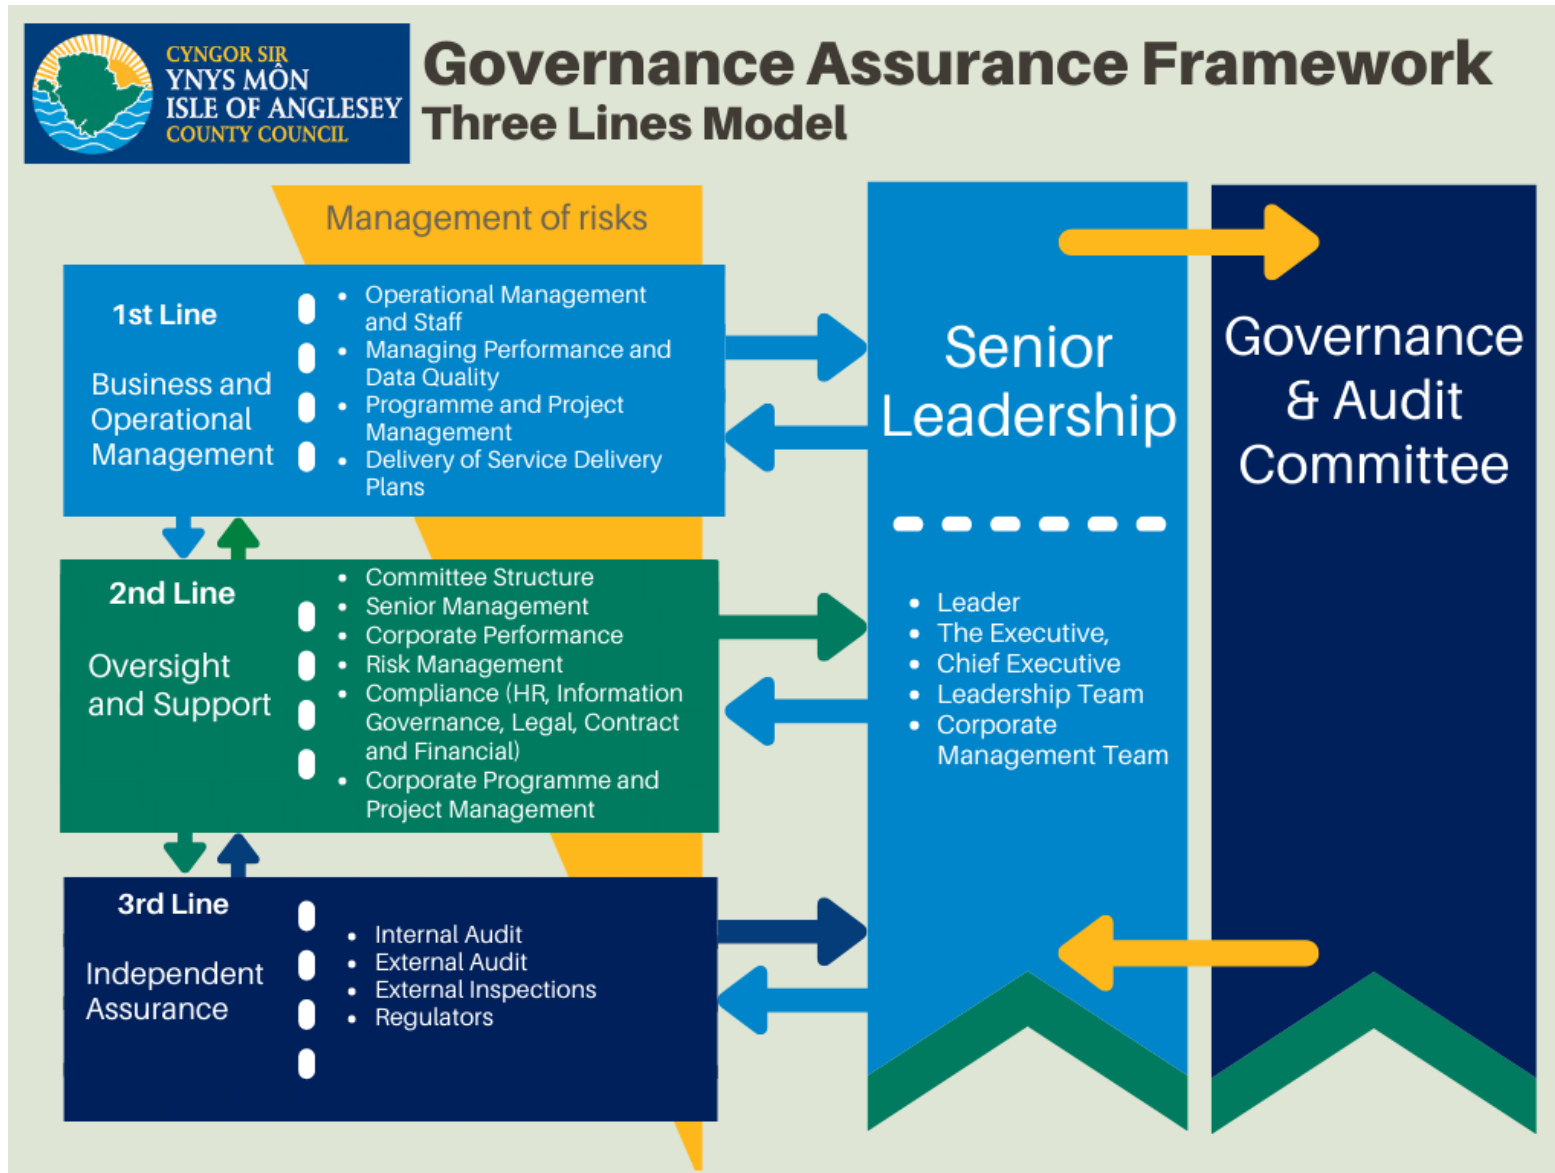 CYNGOR SIR
YNYS MÔN
ISLE OF ANGLESEY
COUNTY COUNCIL
Governance Assurance Framework
Three Lines Model
Management of risks
1st Line
Business and
Operational
Management
• Operational Management
and Staff
• Managing Performance and
Data Quality
• Programme and Project
Management
• Delivery of Service Delivery
Plans
2nd Line
Oversight
and Support
• Committee Structure
• Senior Management
• Corporate Performance
• Risk Management
• Compliance (HR, Information
Governance, Legal, Contract
and Financial)
• Corporate Programme and
Project Management
3rd Line
Independent
Assurance
• Internal Audit
• External Audit
• External Inspections
• Regulators
Senior
Leadership
• Leader
• The Executive,
• Chief Executive
• Leadership Team
• Corporate
Management Team
Governance
& Audit
Committee